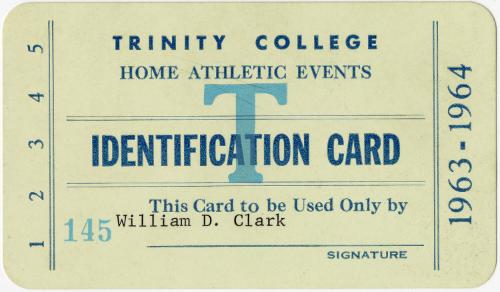 TRINITY COLLEGE
HOME ATHLETIC EVENTS
T
IDENTIFICATION CARD
This Card to be Used Only by
145 William D. Clark
SIGNATURE
1 2 3 4 5
1963-1964